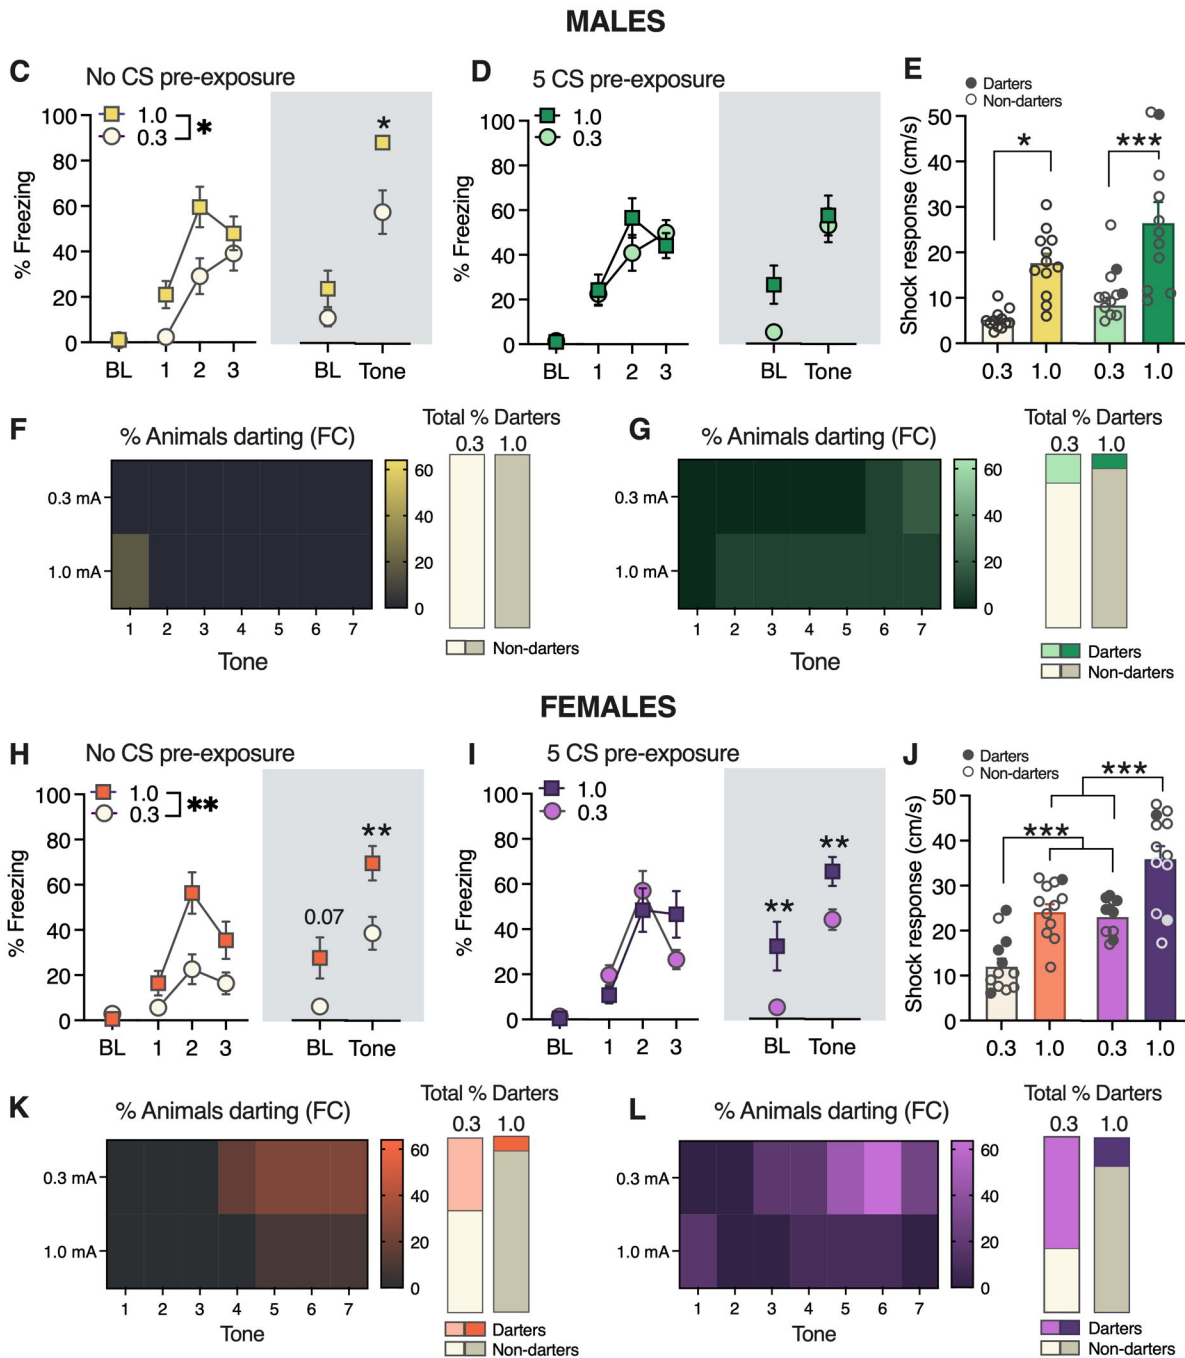 MALES
C
No CS pre-exposure
1.0
0.3
*
% Freezing
100
80
60
40
20
0
BL 1 2 3
*
BL Tone
D
5 CS pre-exposure
1.0
0.3
% Freezing
100
80
60
40
20
0
BL 1 2 3
BL Tone
E
Darters
Non-darters
Shock response (cm/s)
50
40
30
20
10
0
* ***
0.3 1.0 0.3 1.0
F
% Animals darting (FC)
0.3 mA
1.0 mA
1 2 3 4 5 6 7
Tone
60
40
20
0
Total % Darters
0.3 1.0
Non-darters
G
% Animals darting (FC)
0.3 mA
1.0 mA
1 2 3 4 5 6 7
Tone
60
40
20
0
Total % Darters
0.3 1.0
Darters
Non-darters
FEMALES
H
No CS pre-exposure
1.0
0.3
**
% Freezing
100
80
60
40
20
0
BL 1 2 3
0.07
**
BL Tone
I
5 CS pre-exposure
1.0
0.3
% Freezing
100
80
60
40
20
0
BL 1 2 3
**
**
BL Tone
J
Darters
Non-darters
Shock response (cm/s)
50
40
30
20
10
0
***
***
0.3 1.0 0.3 1.0
K
% Animals darting (FC)
0.3 mA
1.0 mA
1 2 3 4 5 6 7
Tone
60
40
20
0
Total % Darters
0.3 1.0
Darters
Non-darters
L
% Animals darting (FC)
0.3 mA
1.0 mA
1 2 3 4 5 6 7
Tone
60
40
20
0
Total % Darters
0.3 1.0
Darters
Non-darters